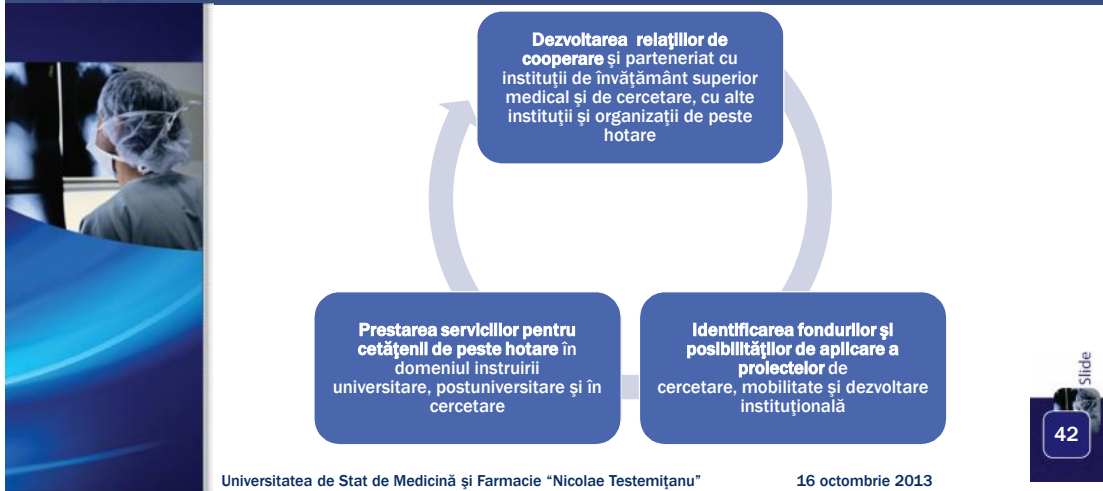 Dezvoltarea relaţiilor de
cooperare şi parteneriat cu
instituţii de învăţământ superior
medical şi de cercetare, cu alte
instituţii şi organizaţii de peste
hotare
Prestarea serviciilor pentru
cetăţenii de peste hotare în
domeniul instruirii
universitare, postuniversitare şi în
cercetare
Identificarea fondurilor şi
posibilităţilor de aplicare a
proiectelor de
cercetare, mobilitate şi dezvoltare
instituţională
Slide
42
Universitatea de Stat de Medicină şi Farmacie “Nicolae Testemiţanu” 16 octombrie 2013